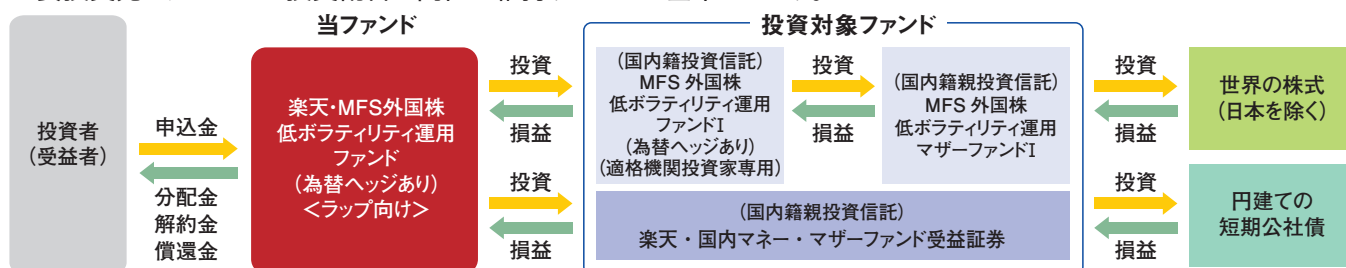 当ファンド
投資対象ファンド
投資者
(受益者)
申込金
分配金
解約金
償還金
楽天・MFS外国株
低ボラティリティ運用
ファンド
(為替ヘッジあり)
<ラップ向け>
投資
損益
投資
損益
(国内籍投資信託)
MFS 外国株
低ボラティリティ運用
ファンドI
(為替ヘッジあり)
(適格機関投資家専用)
投資
損益
(国内籍親投資信託)
MFS 外国株
低ボラティリティ運用
マザーファンドI
(国内籍親投資信託)
楽天・国内マネー・マザーファンド受益証券
投資
損益
投資
損益
世界の株式
(日本を除く)
円建ての
短期公社債